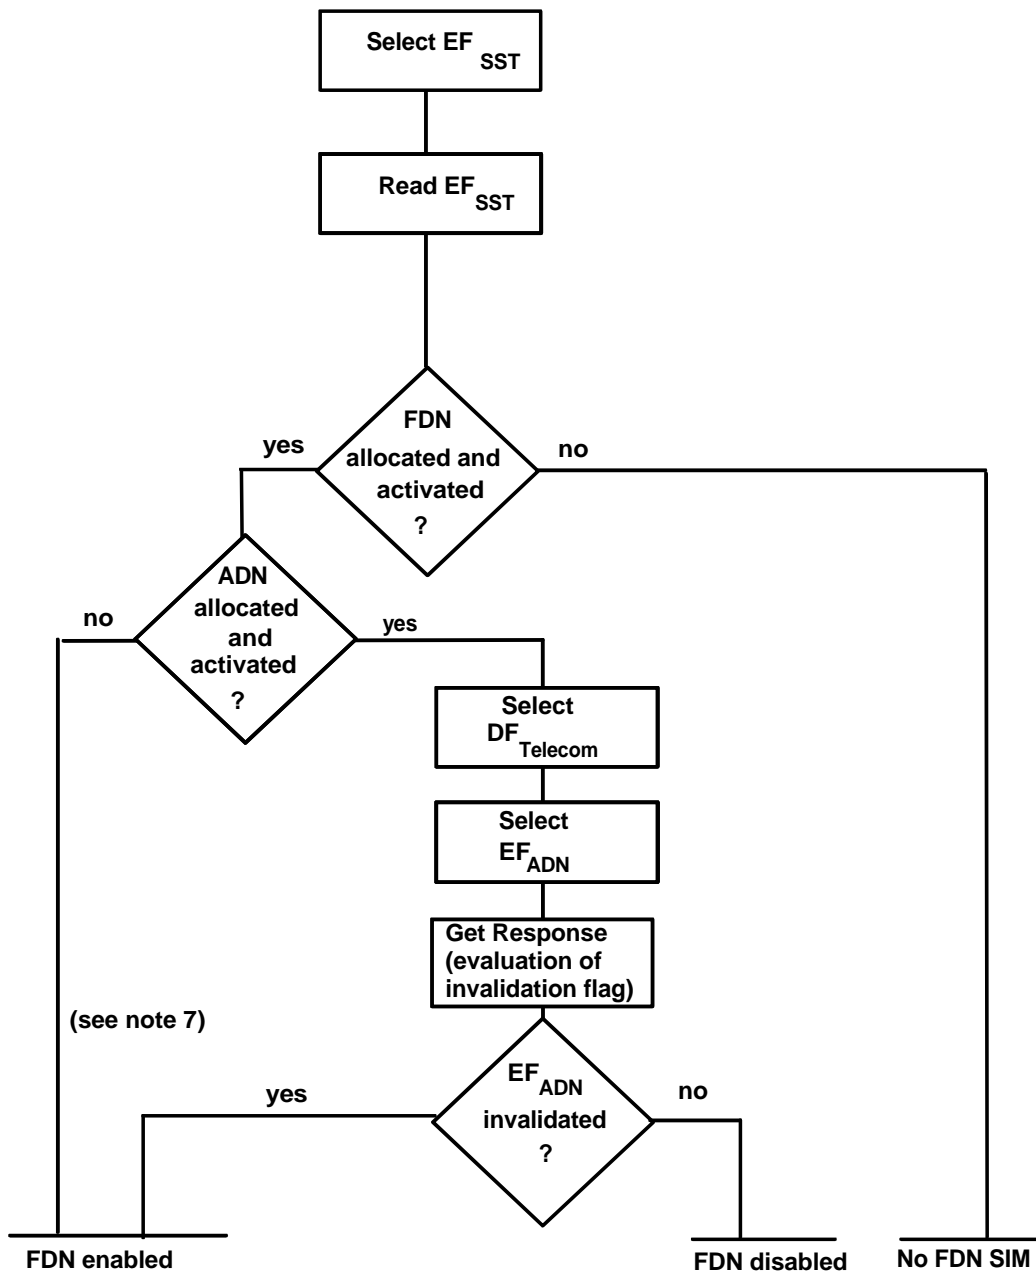 Select EF SST
Read EF SST
FDN
allocated and
activated
?
yes
no
ADN
allocated
and
activated
?
no
yes
Select
DF Telecom
Select
EF ADN
Get Response
(evaluation of
invalidation flag)
(see note 7)
EF ADN
invalidated
?
yes
no
FDN enabled
FDN disabled
No FDN SIM